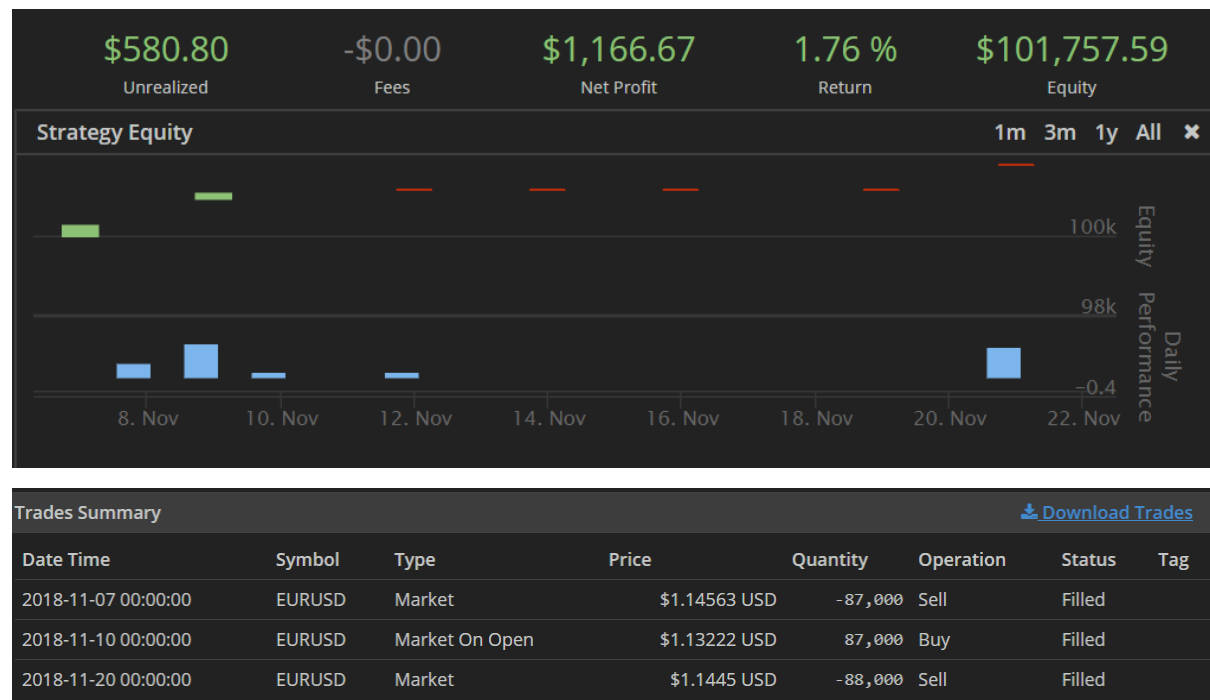 $580.80 -$0.00 $1,166.67 1.76 % $101,757.59
Unrealized Fees Net Profit Return Equity
Strategy Equity 1m 3m 1y All ✖
100k
Equity
98k
Daily Performance
-0.4
8. Nov 10. Nov 12. Nov 14. Nov 16. Nov 18. Nov 20. Nov 22. Nov
Trades Summary Download Trades
Date Time Symbol Type Price Quantity Operation Status Tag
2018-11-07 00:00:00 EURUSD Market $1.14563 USD -87,000 Sell Filled
2018-11-10 00:00:00 EURUSD Market On Open $1.13222 USD 87,000 Buy Filled
2018-11-20 00:00:00 EURUSD Market $1.1445 USD -88,000 Sell Filled